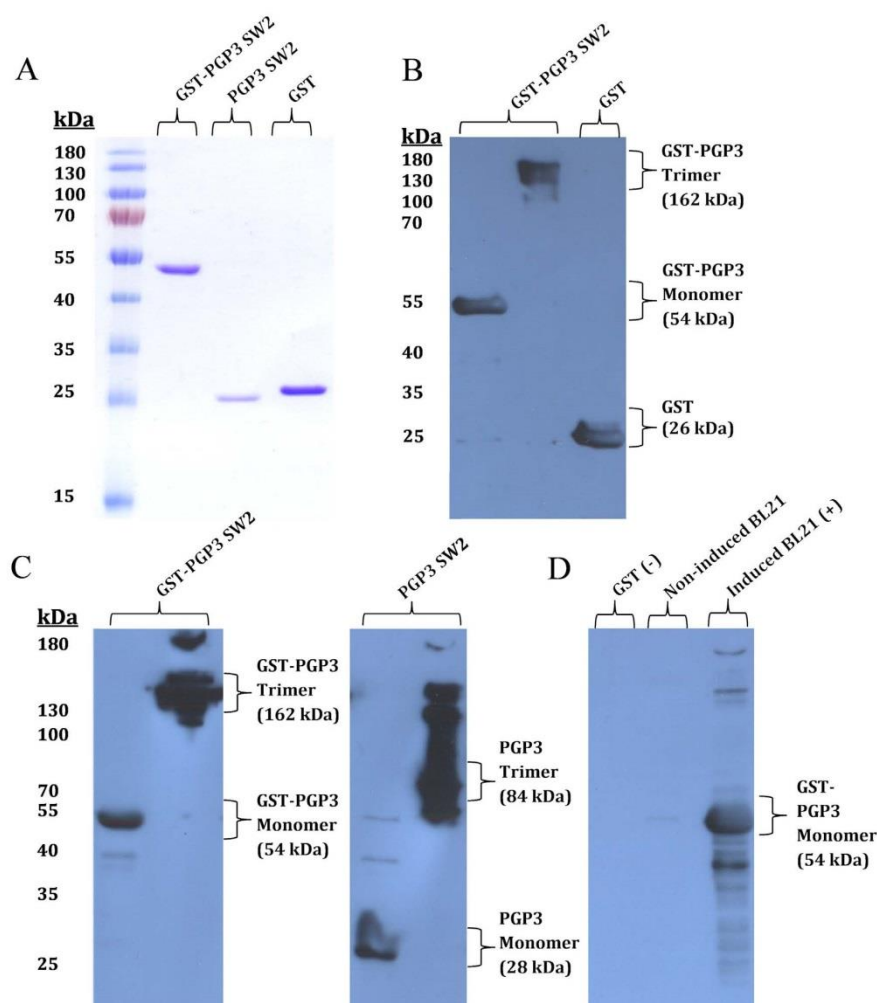 A
GST-PGP3 SW2
PGP3 SW2
GST
kDa
180
130
100
70
55
40
35
25
15
B
GST-PGP3 SW2
GST
kDa
180
130
100
70
55
40
35
25
GST-PGP3
Trimer
(162 kDa)
GST-PGP3
Monomer
(54 kDa)
GST
(26 kDa)
C
GST-PGP3 SW2
kDa
180
130
100
70
55
40
35
25
GST-PGP3
Trimer
(162 kDa)
GST-PGP3
Monomer
(54 kDa)
PGP3 SW2
PGP3
Trimer
(84 kDa)
PGP3
Monomer
(28 kDa)
D
GST (-)
Non-induced BL21
Induced BL21 (+)
GST-
PGP3
Monomer
(54 kDa)